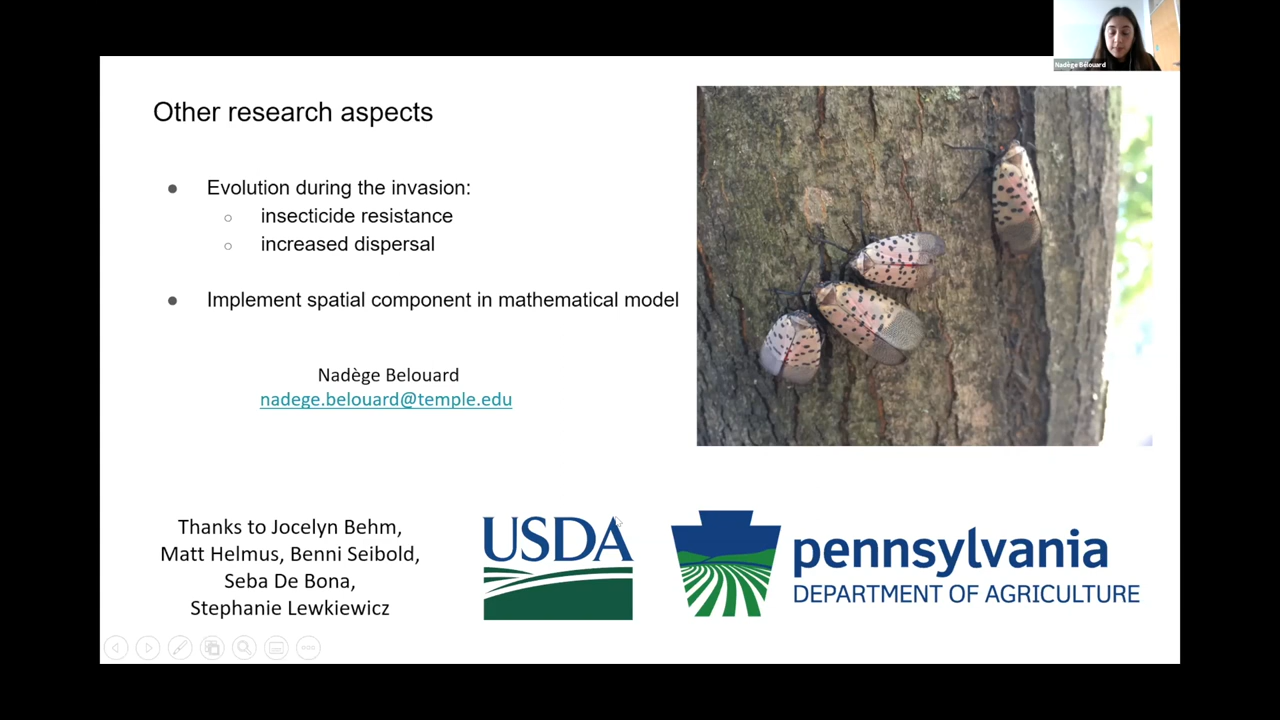 Nadège Belouard
Other research aspects
● Evolution during the invasion:
○ insecticide resistance
○ increased dispersal
● Implement spatial component in mathematical model
Nadège Belouard
nadege.belouard@temple.edu
Thanks to Jocelyn Behm,
Matt Helmus, Benni Seibold,
Seba De Bona,
Stephanie Lewkiewicz
USDA
pennsylvania
DEPARTMENT OF AGRICULTURE